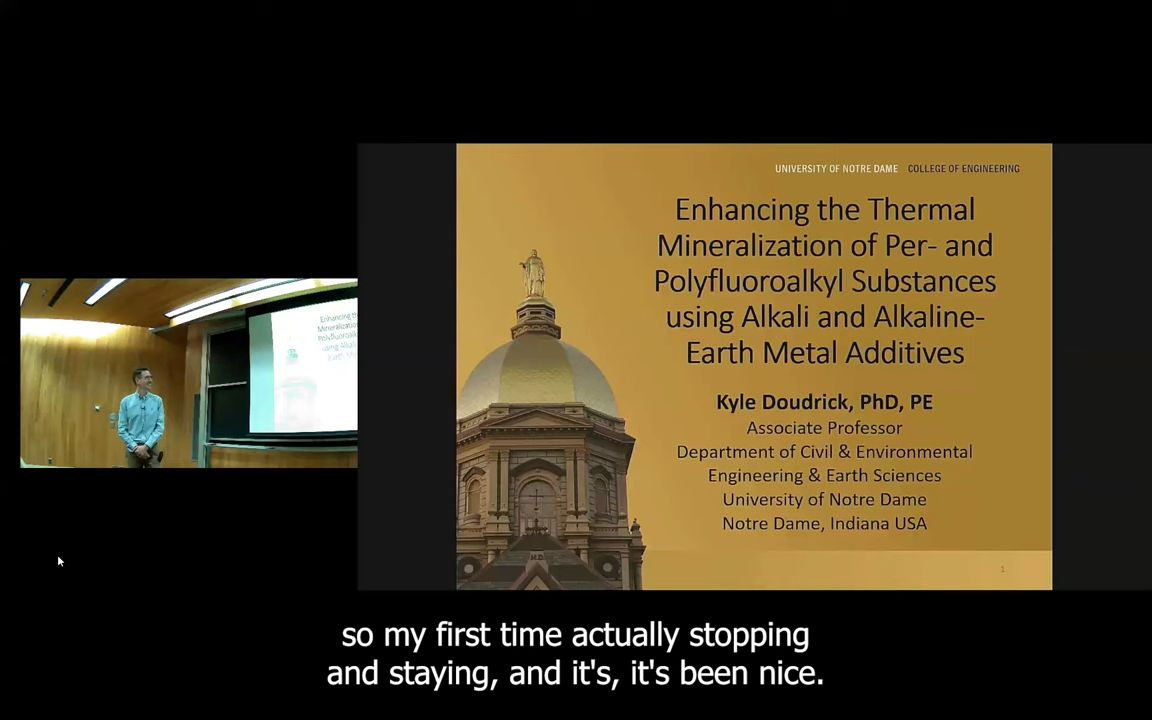 UNIVERSITY OF NOTRE DAME COLLEGE OF ENGINEERING
Enhancing the Thermal
Mineralization of Per- and
Polyfluoroalkyl Substances
using Alkali and Alkaline-
Earth Metal Additives
Kyle Doudrick, PhD, PE
Associate Professor
Department of Civil & Environmental
Engineering & Earth Sciences
University of Notre Dame
Notre Dame, Indiana USA
1
so my first time actually stopping
and staying, and it's, it's been nice.